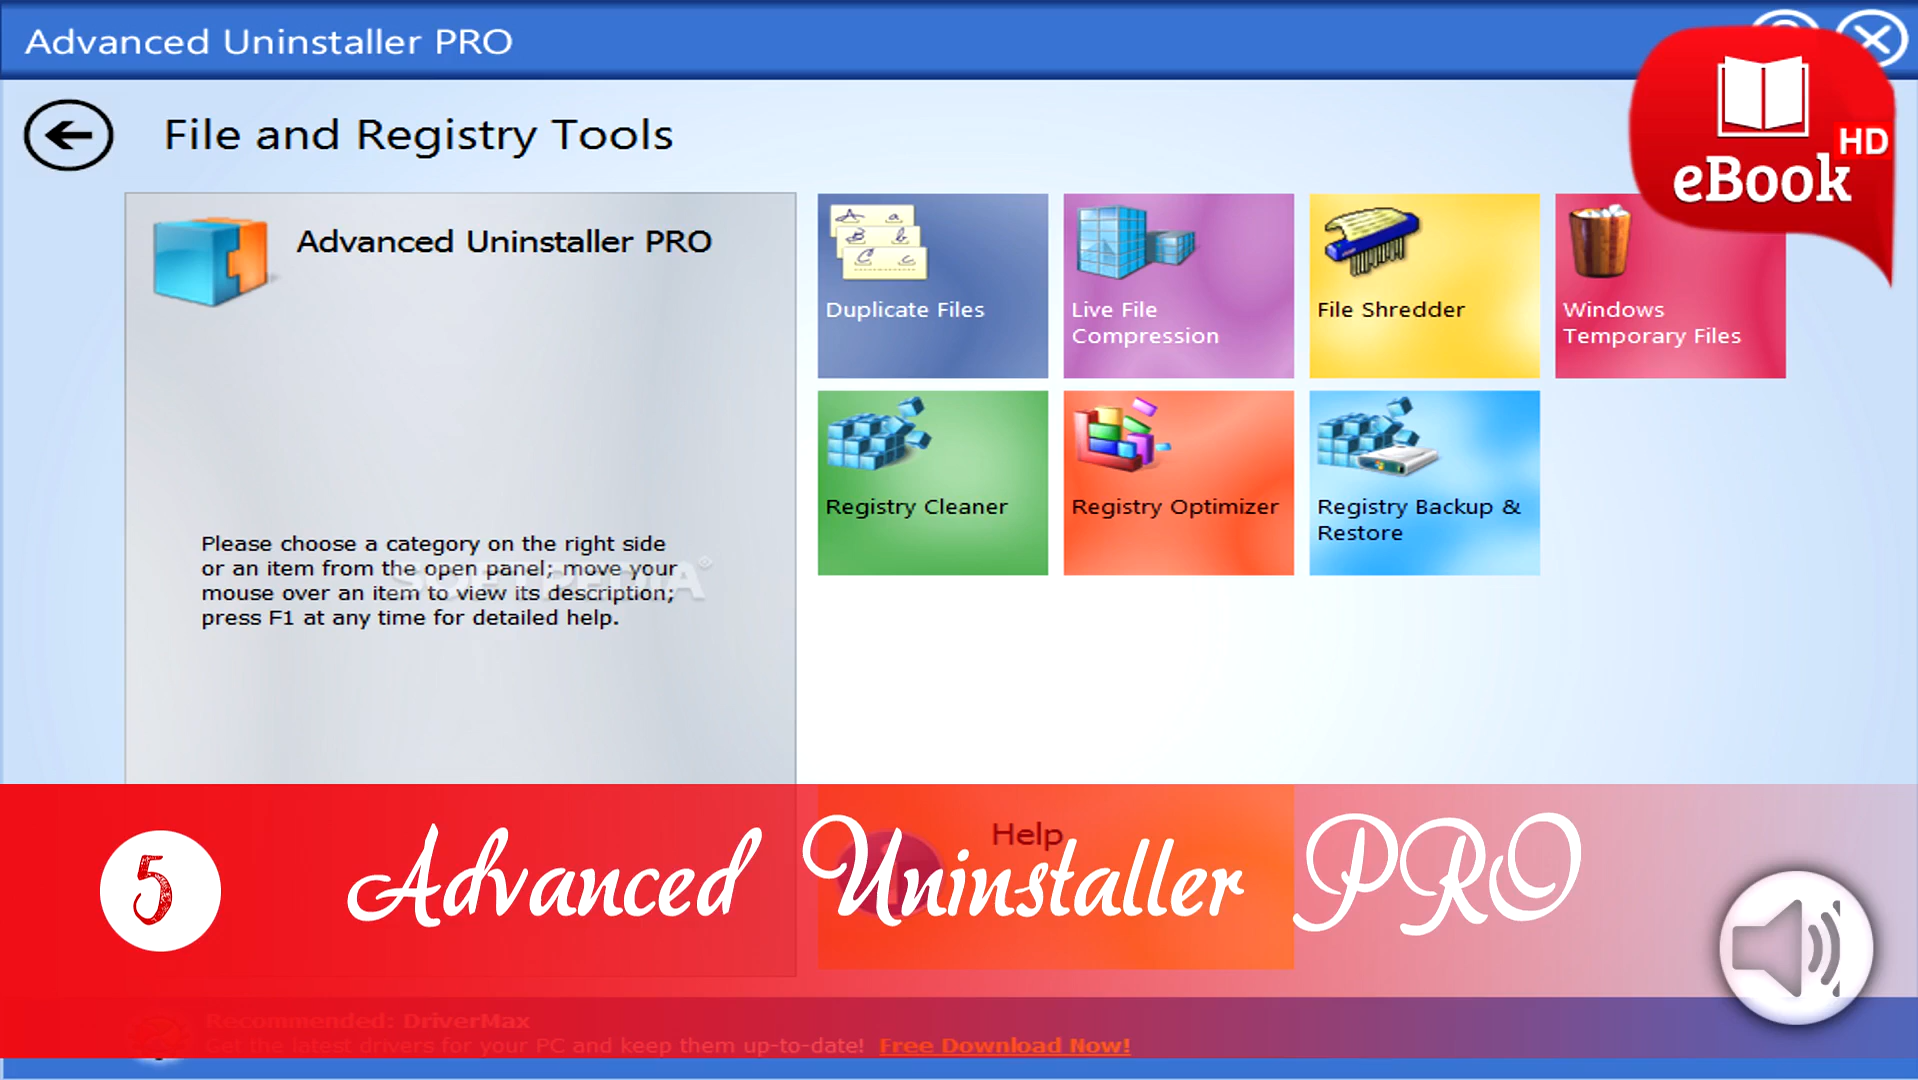 Advanced Uninstaller PRO
File and Registry Tools
eBook HD
Advanced Uninstaller PRO
Duplicate Files
Live File
Compression
File Shredder
Windows
Temporary Files
Registry Cleaner
Registry Optimizer
Registry Backup &
Restore
Please choose a category on the right side
or an item from the open panel; move your
mouse over an item to view its description;
press F1 at any time for detailed help.
SOFTPEDIA®
Help
5 Advanced Uninstaller PRO
Recommended: DriverMax
Get the latest drivers for your PC and keep them up-to-date! Free Download Now!